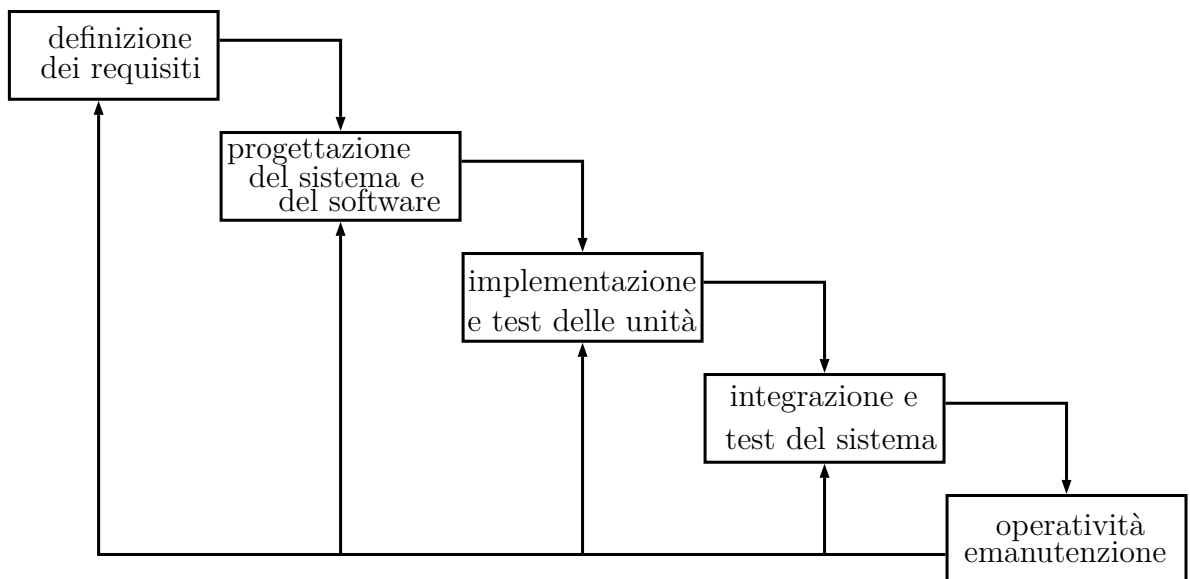 definizione
dei requisiti
progettazione
del sistema e
del software
implementazione
e test delle unità
integrazione e
test del sistema
operatività
emanutenzione